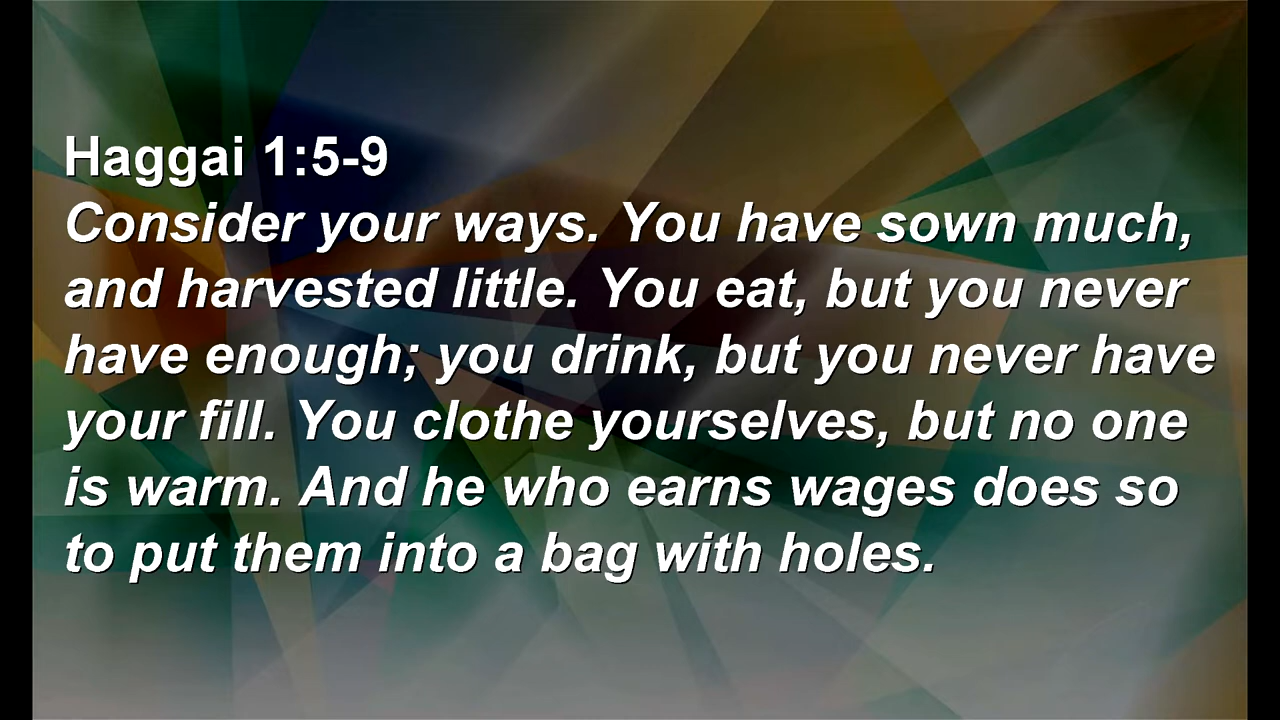 Haggai 1:5-9
Consider your ways. You have sown much,
and harvested little. You eat, but you never
have enough; you drink, but you never have
your fill. You clothe yourselves, but no one
is warm. And he who earns wages does so
to put them into a bag with holes.